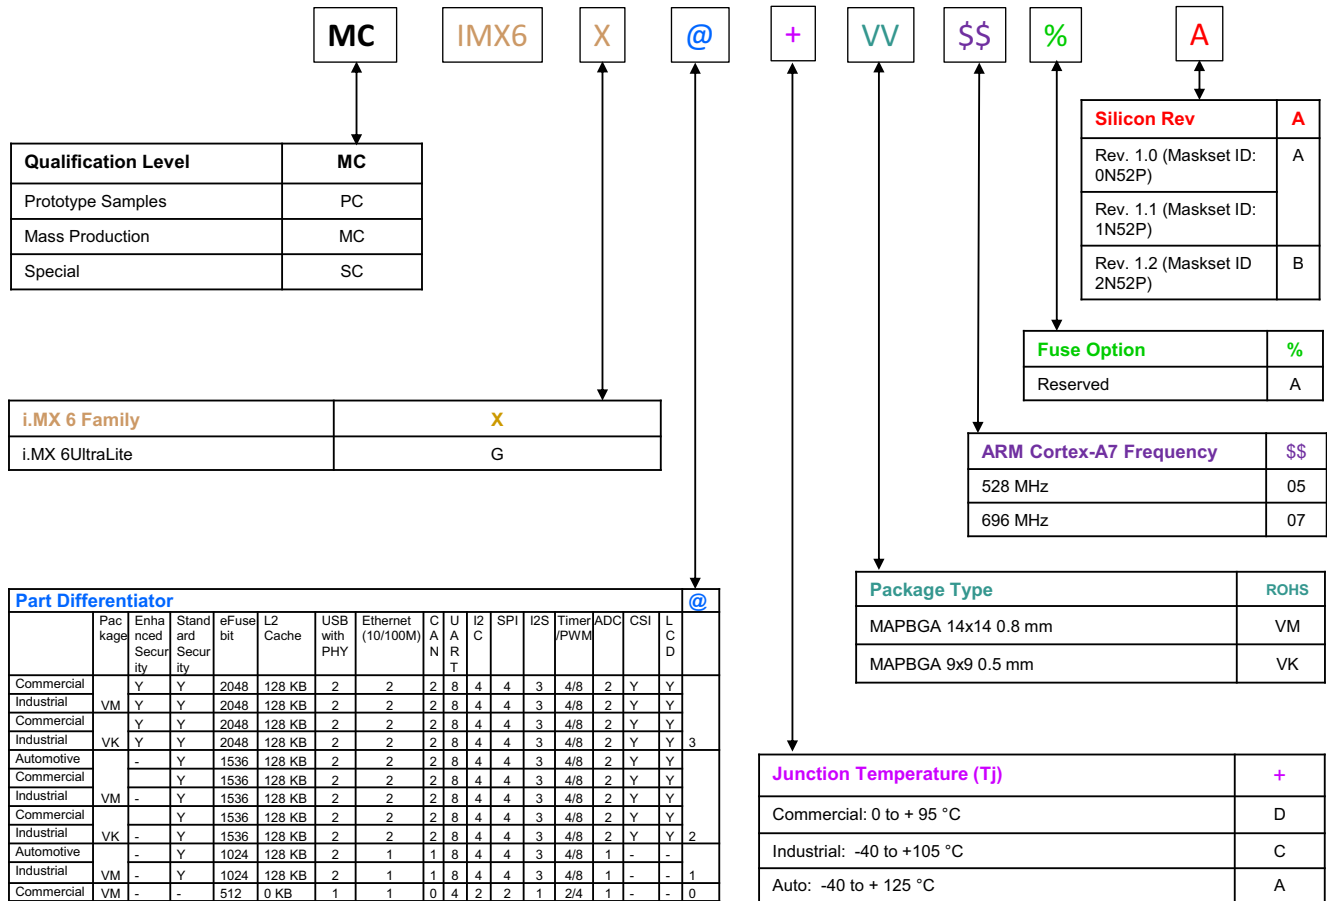 MC IMX6 X @ + VV $$ % A
Silicon Rev A
Rev. 1.0 (Maskset ID: 0N52P) A
Rev. 1.1 (Maskset ID: 1N52P)
Rev. 1.2 (Maskset ID 2N52P) B
Qualification Level MC
Prototype Samples PC
Mass Production MC
Special SC
Fuse Option %
Reserved A
i.MX 6 Family X
i.MX 6UltraLite G
ARM Cortex-A7 Frequency $$
528 MHz 05
696 MHz 07
Package Type ROHS
MAPBGA 14x14 0.8 mm VM
MAPBGA 9x9 0.5 mm VK
Part Differentiator @
Package Enhanced Security Standard Security eFuse bit L2 Cache USB with PHY Ethernet (10/100M) CAN UART I2C SPI I2S Timer/PWM ADC CSI LCD
Commercial Y Y 2048 128 KB 2 2 2 8 4 4 3 4/8 2 Y Y
Industrial VM Y Y 2048 128 KB 2 2 2 8 4 4 3 4/8 2 Y Y
Commercial Y Y 2048 128 KB 2 2 2 8 4 4 3 4/8 2 Y Y
Industrial VK Y Y 2048 128 KB 2 2 2 8 4 4 3 4/8 2 Y Y 3
Automotive - Y 1536 128 KB 2 2 2 8 4 4 3 4/8 2 Y Y
Commercial Y 1536 128 KB 2 2 2 8 4 4 3 4/8 2 Y Y
Industrial VM - Y 1536 128 KB 2 2 2 8 4 4 3 4/8 2 Y Y
Commercial Y 1536 128 KB 2 2 2 8 4 4 3 4/8 2 Y Y
Industrial VK - Y 1536 128 KB 2 2 2 8 4 4 3 4/8 2 Y Y 2
Automotive - Y 1024 128 KB 2 1 1 8 4 4 3 4/8 1 - -
Industrial VM - Y 1024 128 KB 2 1 1 8 4 4 3 4/8 1 - - 1
Commercial VM - - 512 0 KB 1 1 0 4 2 2 1 2/4 1 - - 0
Junction Temperature (Tj) +
Commercial: 0 to + 95 °C D
Industrial: -40 to +105 °C C
Auto: -40 to + 125 °C A